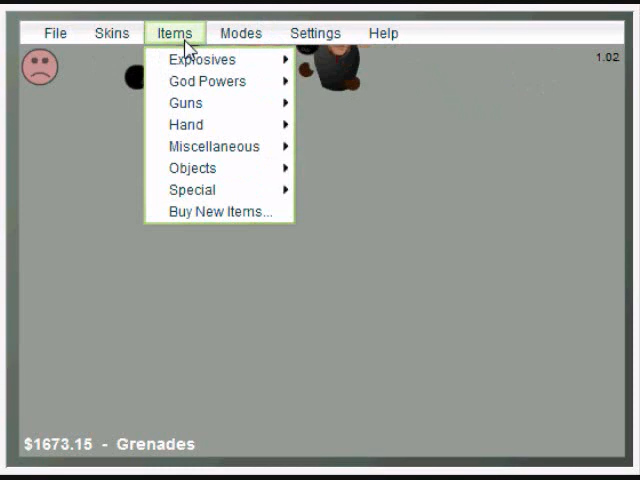 File Skins Items Modes Settings Help
1.02
Explosives
God Powers
Guns
Hand
Miscellaneous
Objects
Special
Buy New Items...
$1673.15 - Grenades